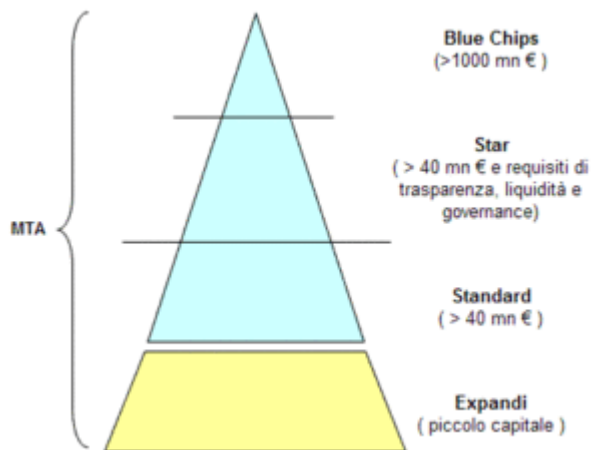 Blue Chips
(>1000 mn € )
Star
( > 40 mn € e requisiti di
trasparenza, liquidità e
governance)
MTA
Standard
( > 40 mn € )
Expandi
( piccolo capitale )